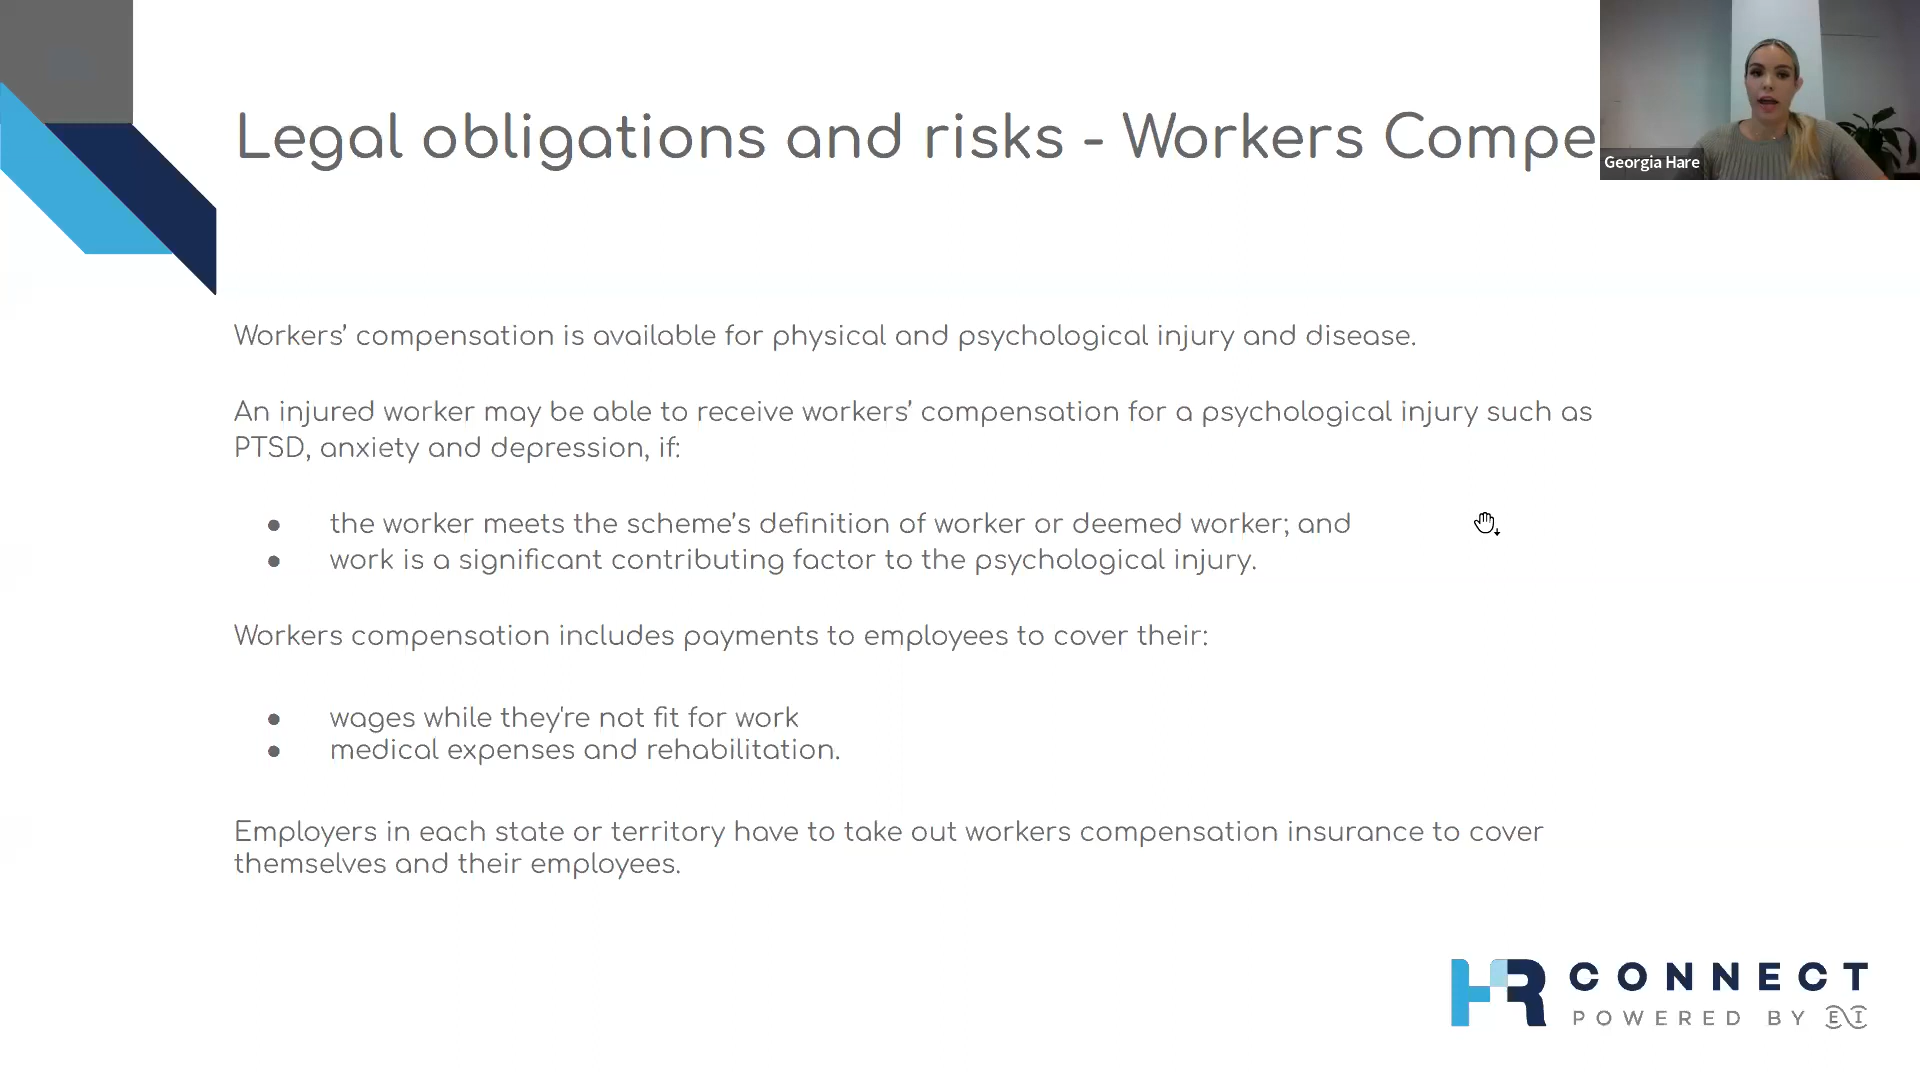 Legal obligations and risks - Workers Compe
Georgia Hare
Workers’ compensation is available for physical and psychological injury and disease.
An injured worker may be able to receive workers’ compensation for a psychological injury such as
PTSD, anxiety and depression, if:
● the worker meets the scheme’s definition of worker or deemed worker; and
● work is a significant contributing factor to the psychological injury.
Workers compensation includes payments to employees to cover their:
● wages while they're not fit for work
● medical expenses and rehabilitation.
Employers in each state or territory have to take out workers compensation insurance to cover
themselves and their employees.
HR CONNECT
POWERED BY EI